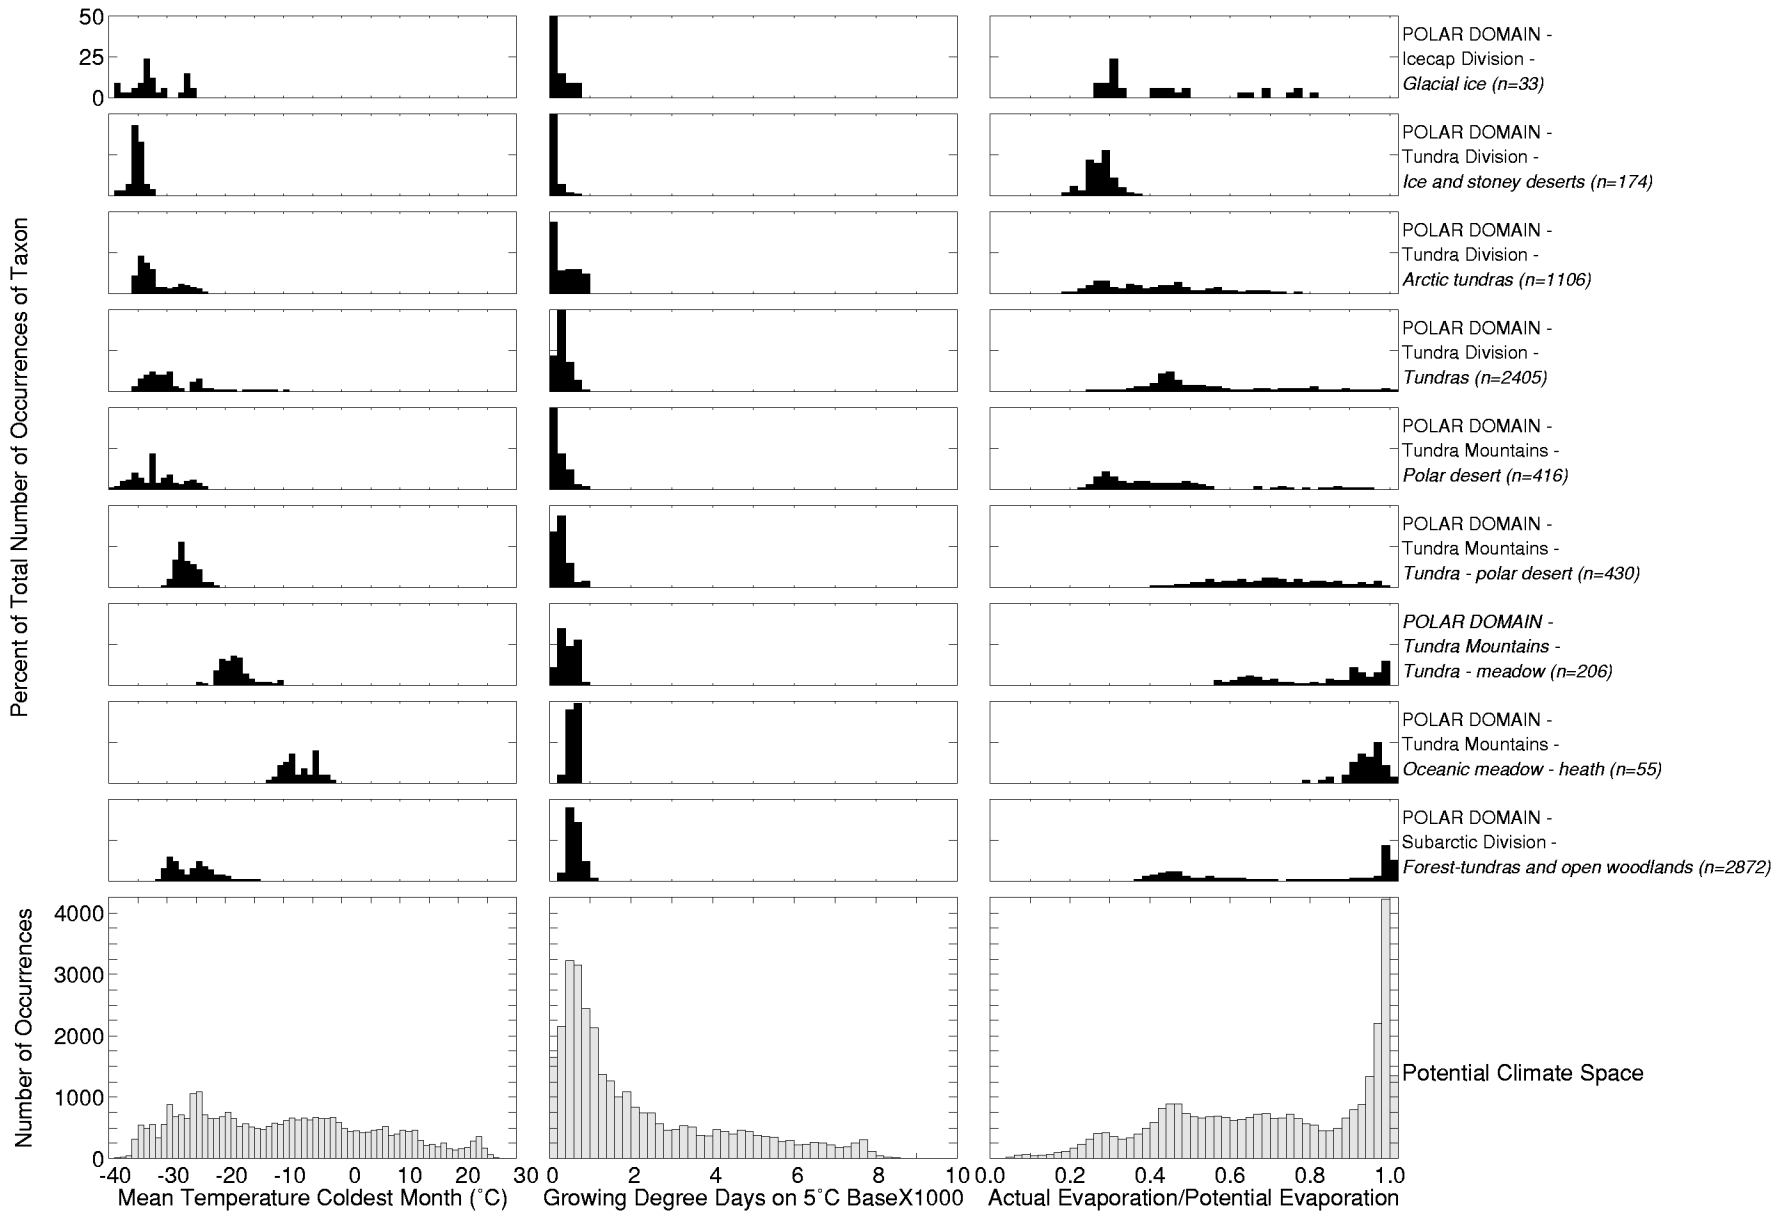 50
25
0
POLAR DOMAIN -
Icecap Division -
Glacial ice (n=33)
POLAR DOMAIN -
Tundra Division -
Ice and stoney deserts (n=174)
POLAR DOMAIN -
Tundra Division -
Arctic tundras (n=1106)
POLAR DOMAIN -
Tundra Division -
Tundras (n=2405)
POLAR DOMAIN -
Tundra Mountains -
Polar desert (n=416)
POLAR DOMAIN -
Tundra Mountains -
Tundra - polar desert (n=430)
POLAR DOMAIN -
Tundra Mountains -
Tundra - meadow (n=206)
POLAR DOMAIN -
Tundra Mountains -
Oceanic meadow - heath (n=55)
POLAR DOMAIN -
Subarctic Division -
Forest-tundras and open woodlands (n=2872)
Percent of Total Number of Occurrences of Taxon
Number of Occurrences
4000
3000
2000
1000
0
Potential Climate Space
-40 -30 -20 -10 0 10 20 30
Mean Temperature Coldest Month (˚C)
0 2 4 6 8 10
Growing Degree Days on 5˚C BaseX1000
0.0 0.2 0.4 0.6 0.8 1.0
Actual Evaporation/Potential Evaporation